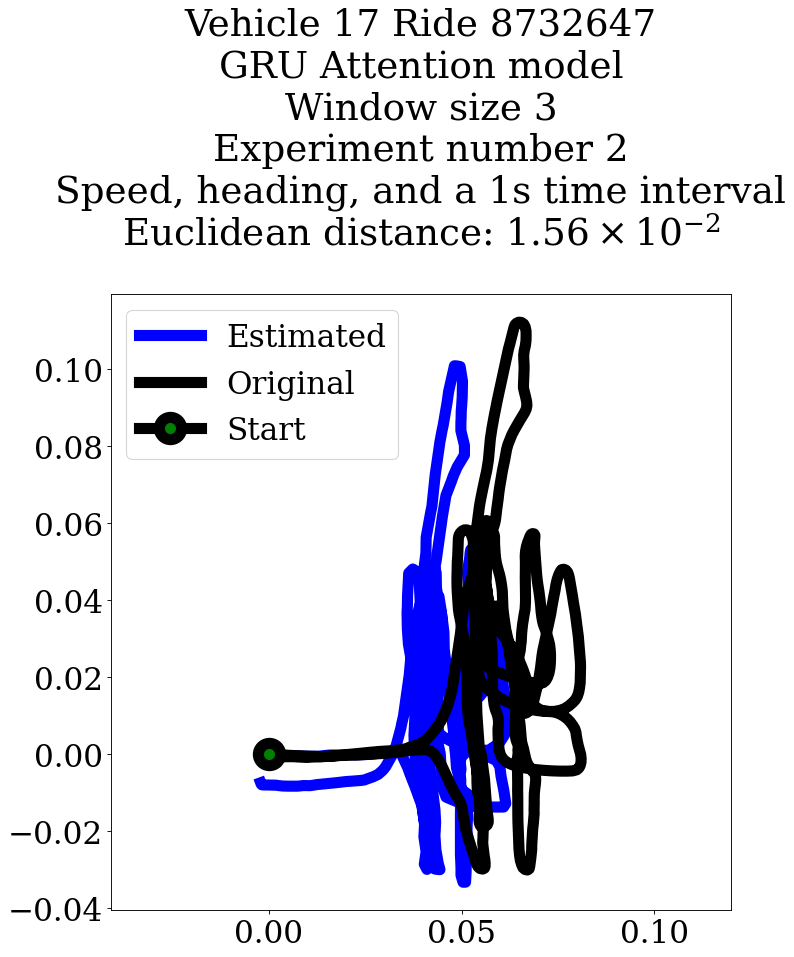 Vehicle 17 Ride 8732647
GRU Attention model
Window size 3
Experiment number 2
Speed, heading, and a 1s time interval
Euclidean distance: 1.56 × 10⁻²
Estimated
Original
Start
0.10
0.08
0.06
0.04
0.02
0.00
−0.02
−0.04
0.00 0.05 0.10